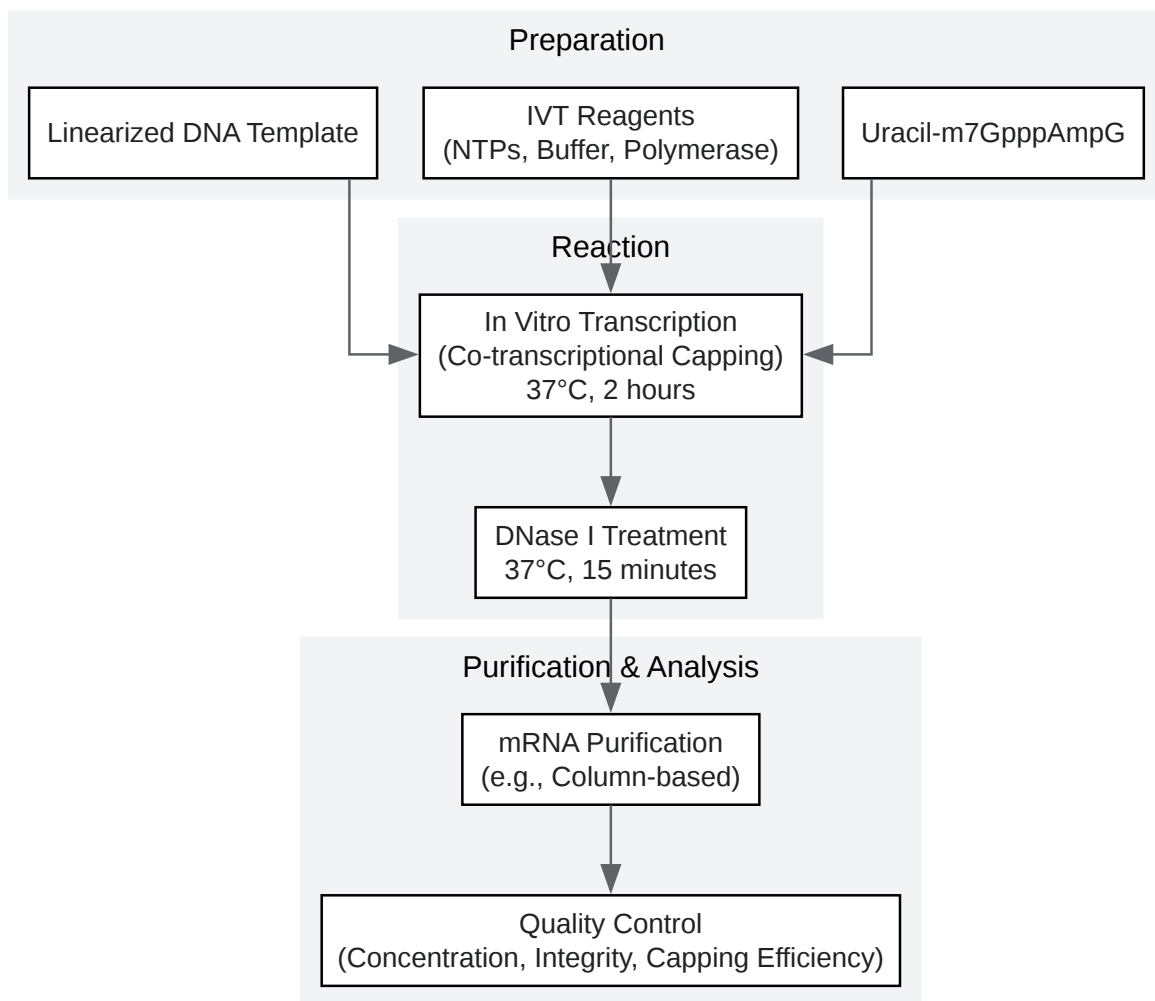 Preparation
Linearized DNA Template
IVT Reagents
(NTPs, Buffer, Polymerase)
Uracil-m7GpppAmpG
Reaction
In Vitro Transcription
(Co-transcriptional Capping)
37°C, 2 hours
DNase I Treatment
37°C, 15 minutes
Purification & Analysis
mRNA Purification
(e.g., Column-based)
Quality Control
(Concentration, Integrity, Capping Efficiency)